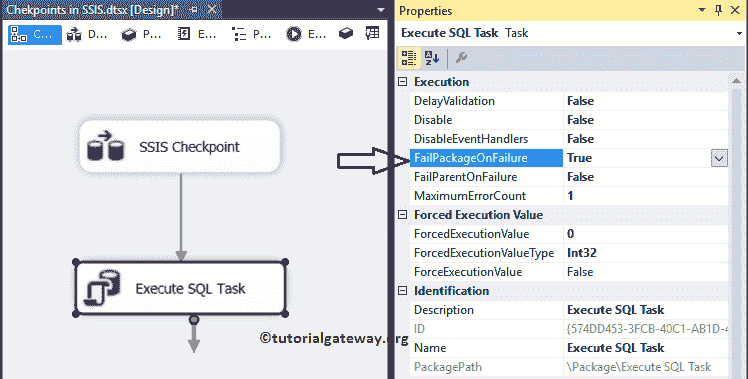 Chekpoints in SSIS.dtsx [Design]*
C... D... P... E... P... E...
SSIS Checkpoint
Execute SQL Task
©tutorialgateway.org
Properties
Execute SQL Task Task
Execution
DelayValidation False
Disable False
DisableEventHandlers False
FailPackageOnFailure True
FailParentOnFailure False
MaximumErrorCount 1
Forced Execution Value
ForcedExecutionValue 0
ForcedExecutionValueType Int32
ForceExecutionValue False
Identification
Description Execute SQL Task
ID {574DD453-3FCB-40C1-AB1D-4
Name Execute SQL Task
PackagePath \Package\Execute SQL Task